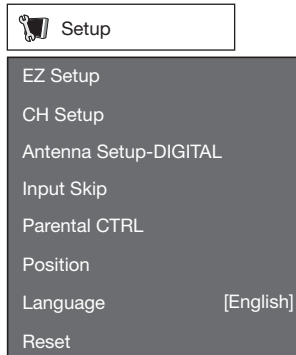 Setup
EZ Setup
CH Setup
Antenna Setup-DIGITAL
Input Skip
Parental CTRL
Position
Language [English]
Reset